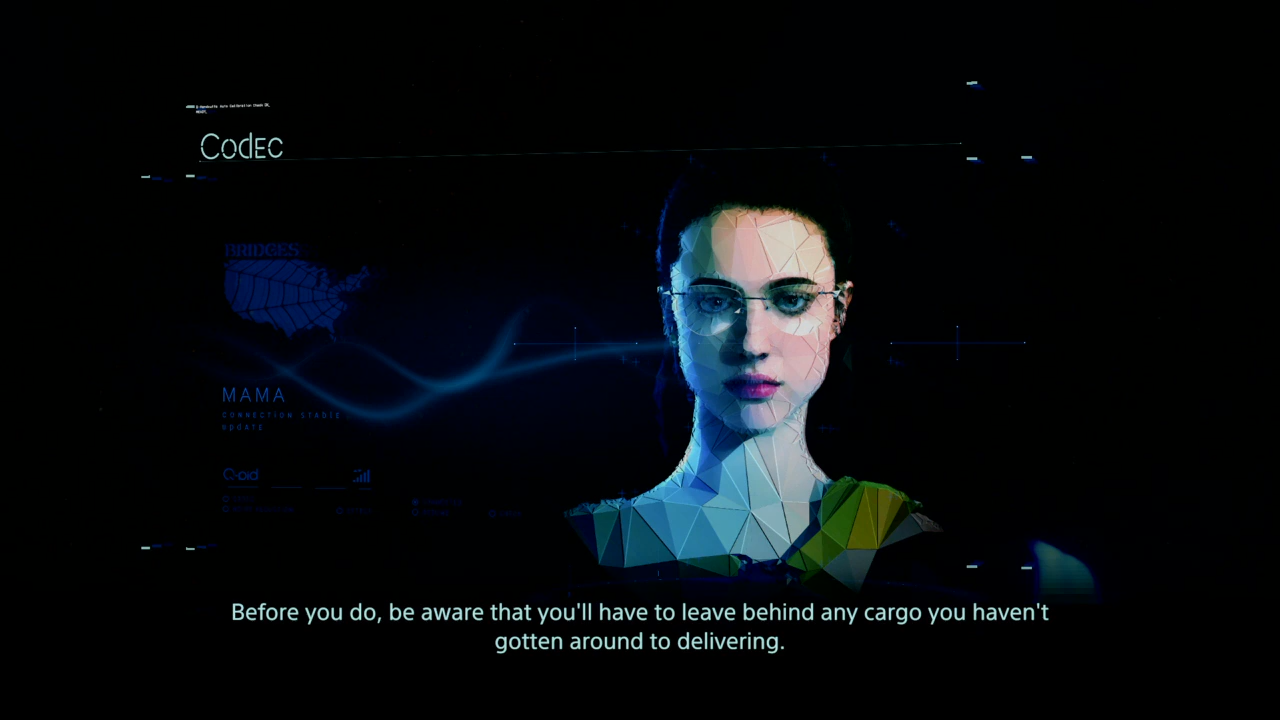 CodEC
BRIDGES
MAMA
CONNECTION STABLE
UPDATE
Q-pid
Before you do, be aware that you'll have to leave behind any cargo you haven't
gotten around to delivering.